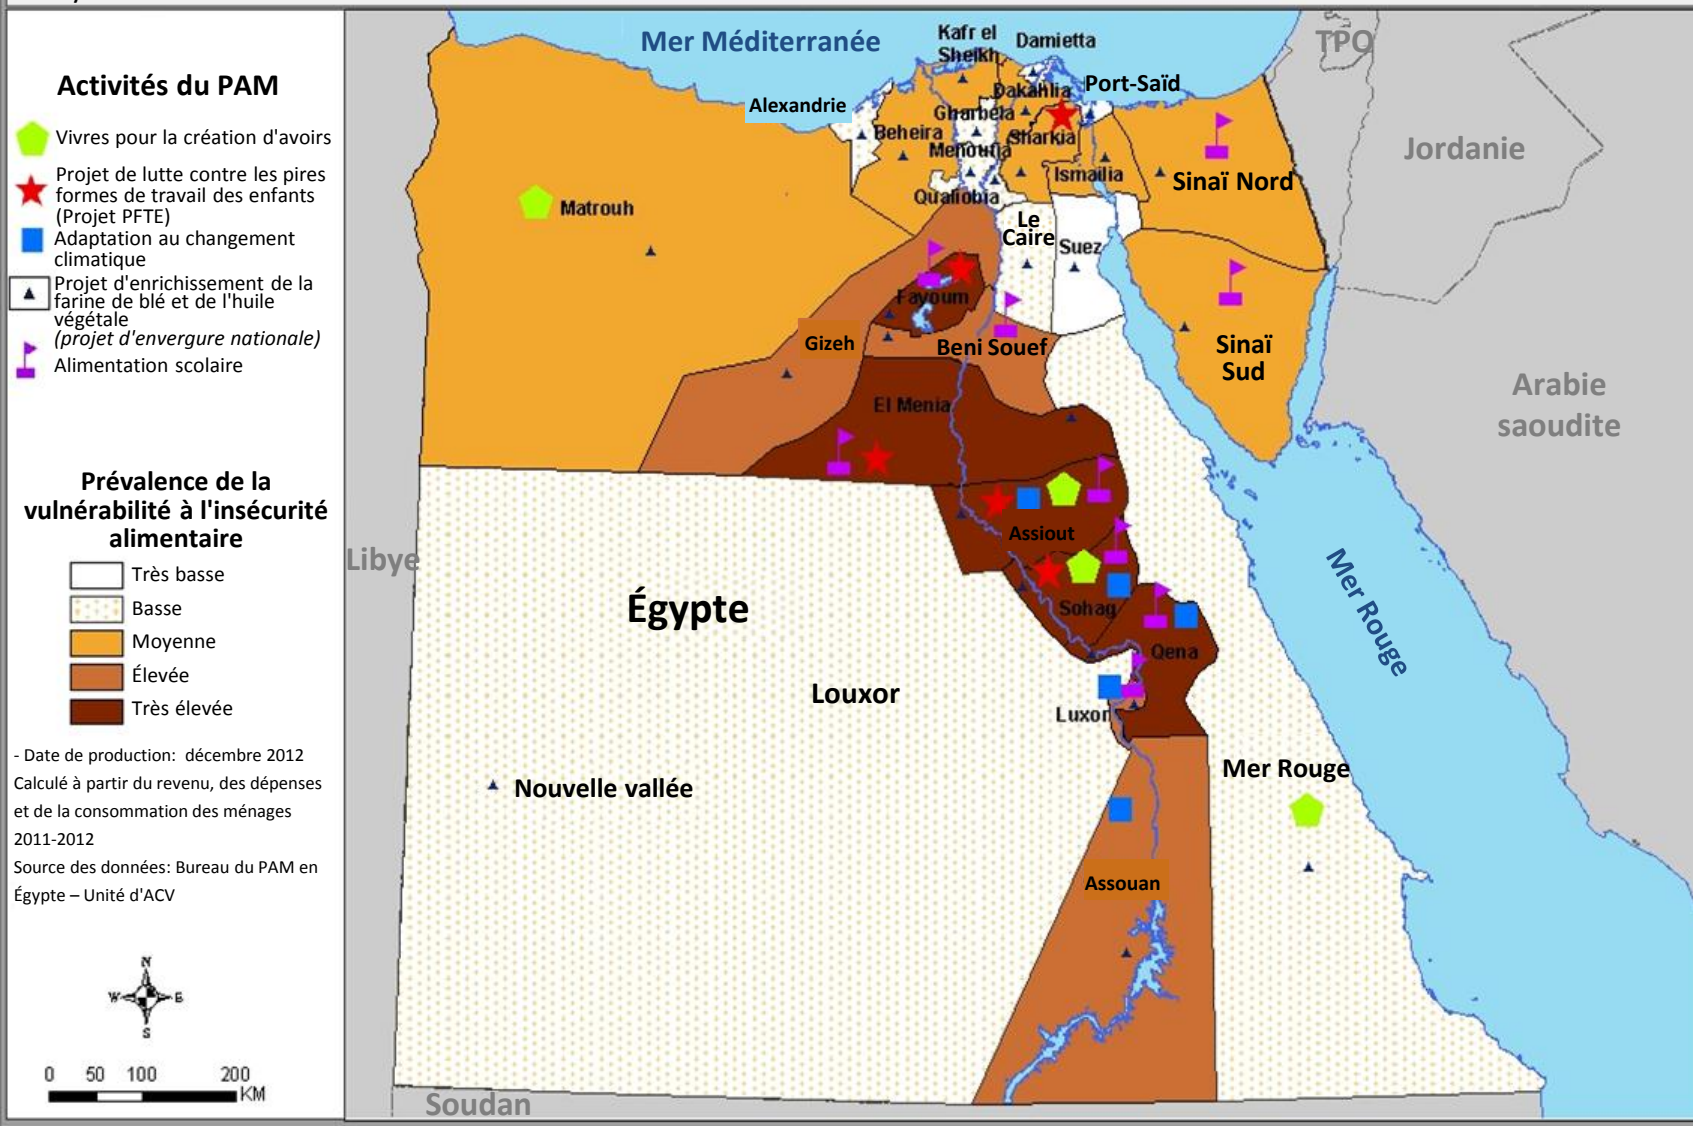 Activités du PAM
Vivres pour la création d'avoirs
Projet de lutte contre les pires
formes de travail des enfants
(Projet PFTE)
Adaptation au changement
climatique
Projet d'enrichissement de la
farine de blé et de l'huile
végétale
(projet d'envergure nationale)
Alimentation scolaire
Prévalence de la
vulnérabilité à l'insécurité
alimentaire
Très basse
Basse
Moyenne
Élevée
Très élevée
- Date de production: décembre 2012
Calculé à partir du revenu, des dépenses
et de la consommation des ménages
2011-2012
Source des données: Bureau du PAM en
Égypte – Unité d'ACV
N
W
E
S
0 50 100 200
KM
Mer Méditerranée
Kafr el
Sheikh
Damietta
TPO
Port-Saïd
Dakahlia
Alexandrie
Gharbela
Beheira
Sharkia
Menoufia
Jordanie
Ismailia
Sinaï Nord
Qualiobia
Matrouh
Le
Caire
Suez
Fayoum
Gizeh
Beni Souef
Sinaï
Sud
Arabie
saoudite
El Menia
Assiout
Libye
Égypte
Sohag
Mer Rouge
Qena
Louxor
Luxor
Mer Rouge
Nouvelle vallée
Assouan
Soudan